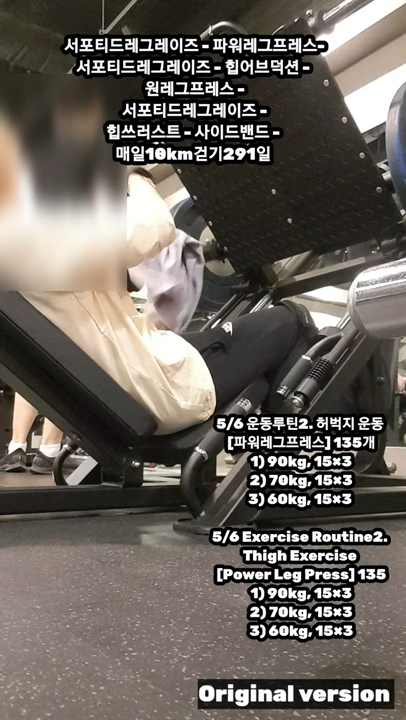 서포티드레그레이즈 - 파워레그프레스-
서포티드레그레이즈 - 힙어브덕션 -
원레그프레스 -
서포티드레그레이즈 -
힙쓰러스트 - 사이드밴드 -
매일10km걷기291일
5/6 운동루틴2. 허벅지 운동
[파워레그프레스] 135개
1) 90kg, 15×3
2) 70kg, 15×3
3) 60kg, 15×3
5/6 Exercise Routine2.
Thigh Exercise
[Power Leg Press] 135
1) 90kg, 15×3
2) 70kg, 15×3
3) 60kg, 15×3
Original version